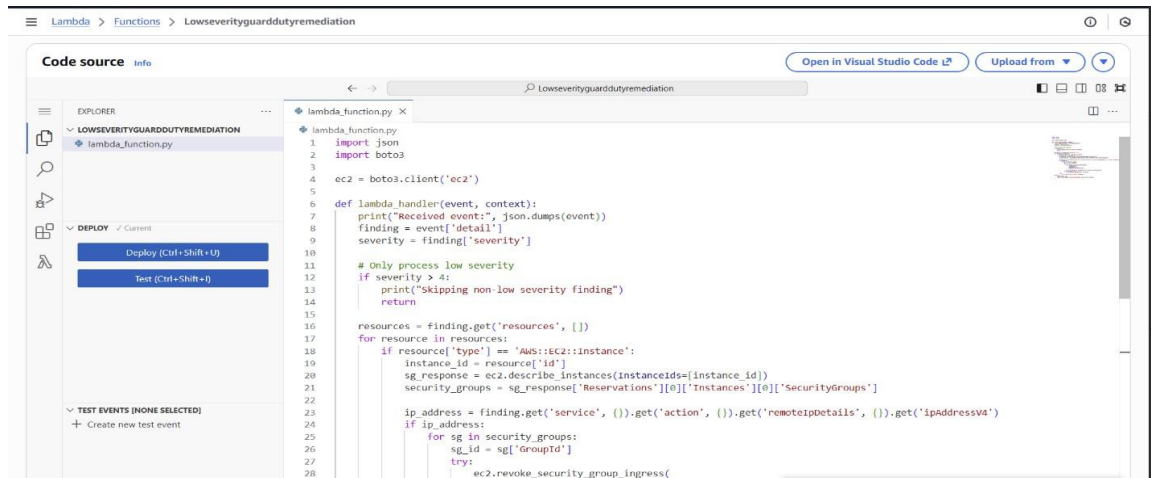 Lambda > Functions > Lowseverityguarddutyremediation
Code source Info
Open in Visual Studio Code
Upload from
Lowseverityguarddutyremediation
EXPLORER
LOWSEVERITYGUARDDUTYREMEDIATION
lambda_function.py
DEPLOY ✓ Current
Deploy (Ctrl+Shift+U)
Test (Ctrl+Shift+I)
TEST EVENTS [NONE SELECTED]
+ Create new test event
lambda_function.py
lambda_function.py
1 import json
2 import boto3
3
4 ec2 = boto3.client('ec2')
5
6 def lambda_handler(event, context):
7 print("Received event:", json.dumps(event))
8 finding = event['detail']
9 severity = finding['severity']
10
11 # Only process low severity
12 if severity > 4:
13 print("Skipping non-low severity finding")
14 return
15
16 resources = finding.get('resources', [])
17 for resource in resources:
18 if resource['type'] == 'AWS::EC2::Instance':
19 instance_id = resource['id']
20 sg_response = ec2.describe_instances(InstanceIds=[instance_id])
21 security_groups = sg_response['Reservations'][0]['Instances'][0]['SecurityGroups']
22
23 ip_address = finding.get('service', {}).get('action', {}).get('remoteIpDetails', {}).get('ipAddressV4')
24 if ip_address:
25 for sg in security_groups:
26 sg_id = sg['GroupId']
27 try:
28 ec2.revoke_security_group_ingress(